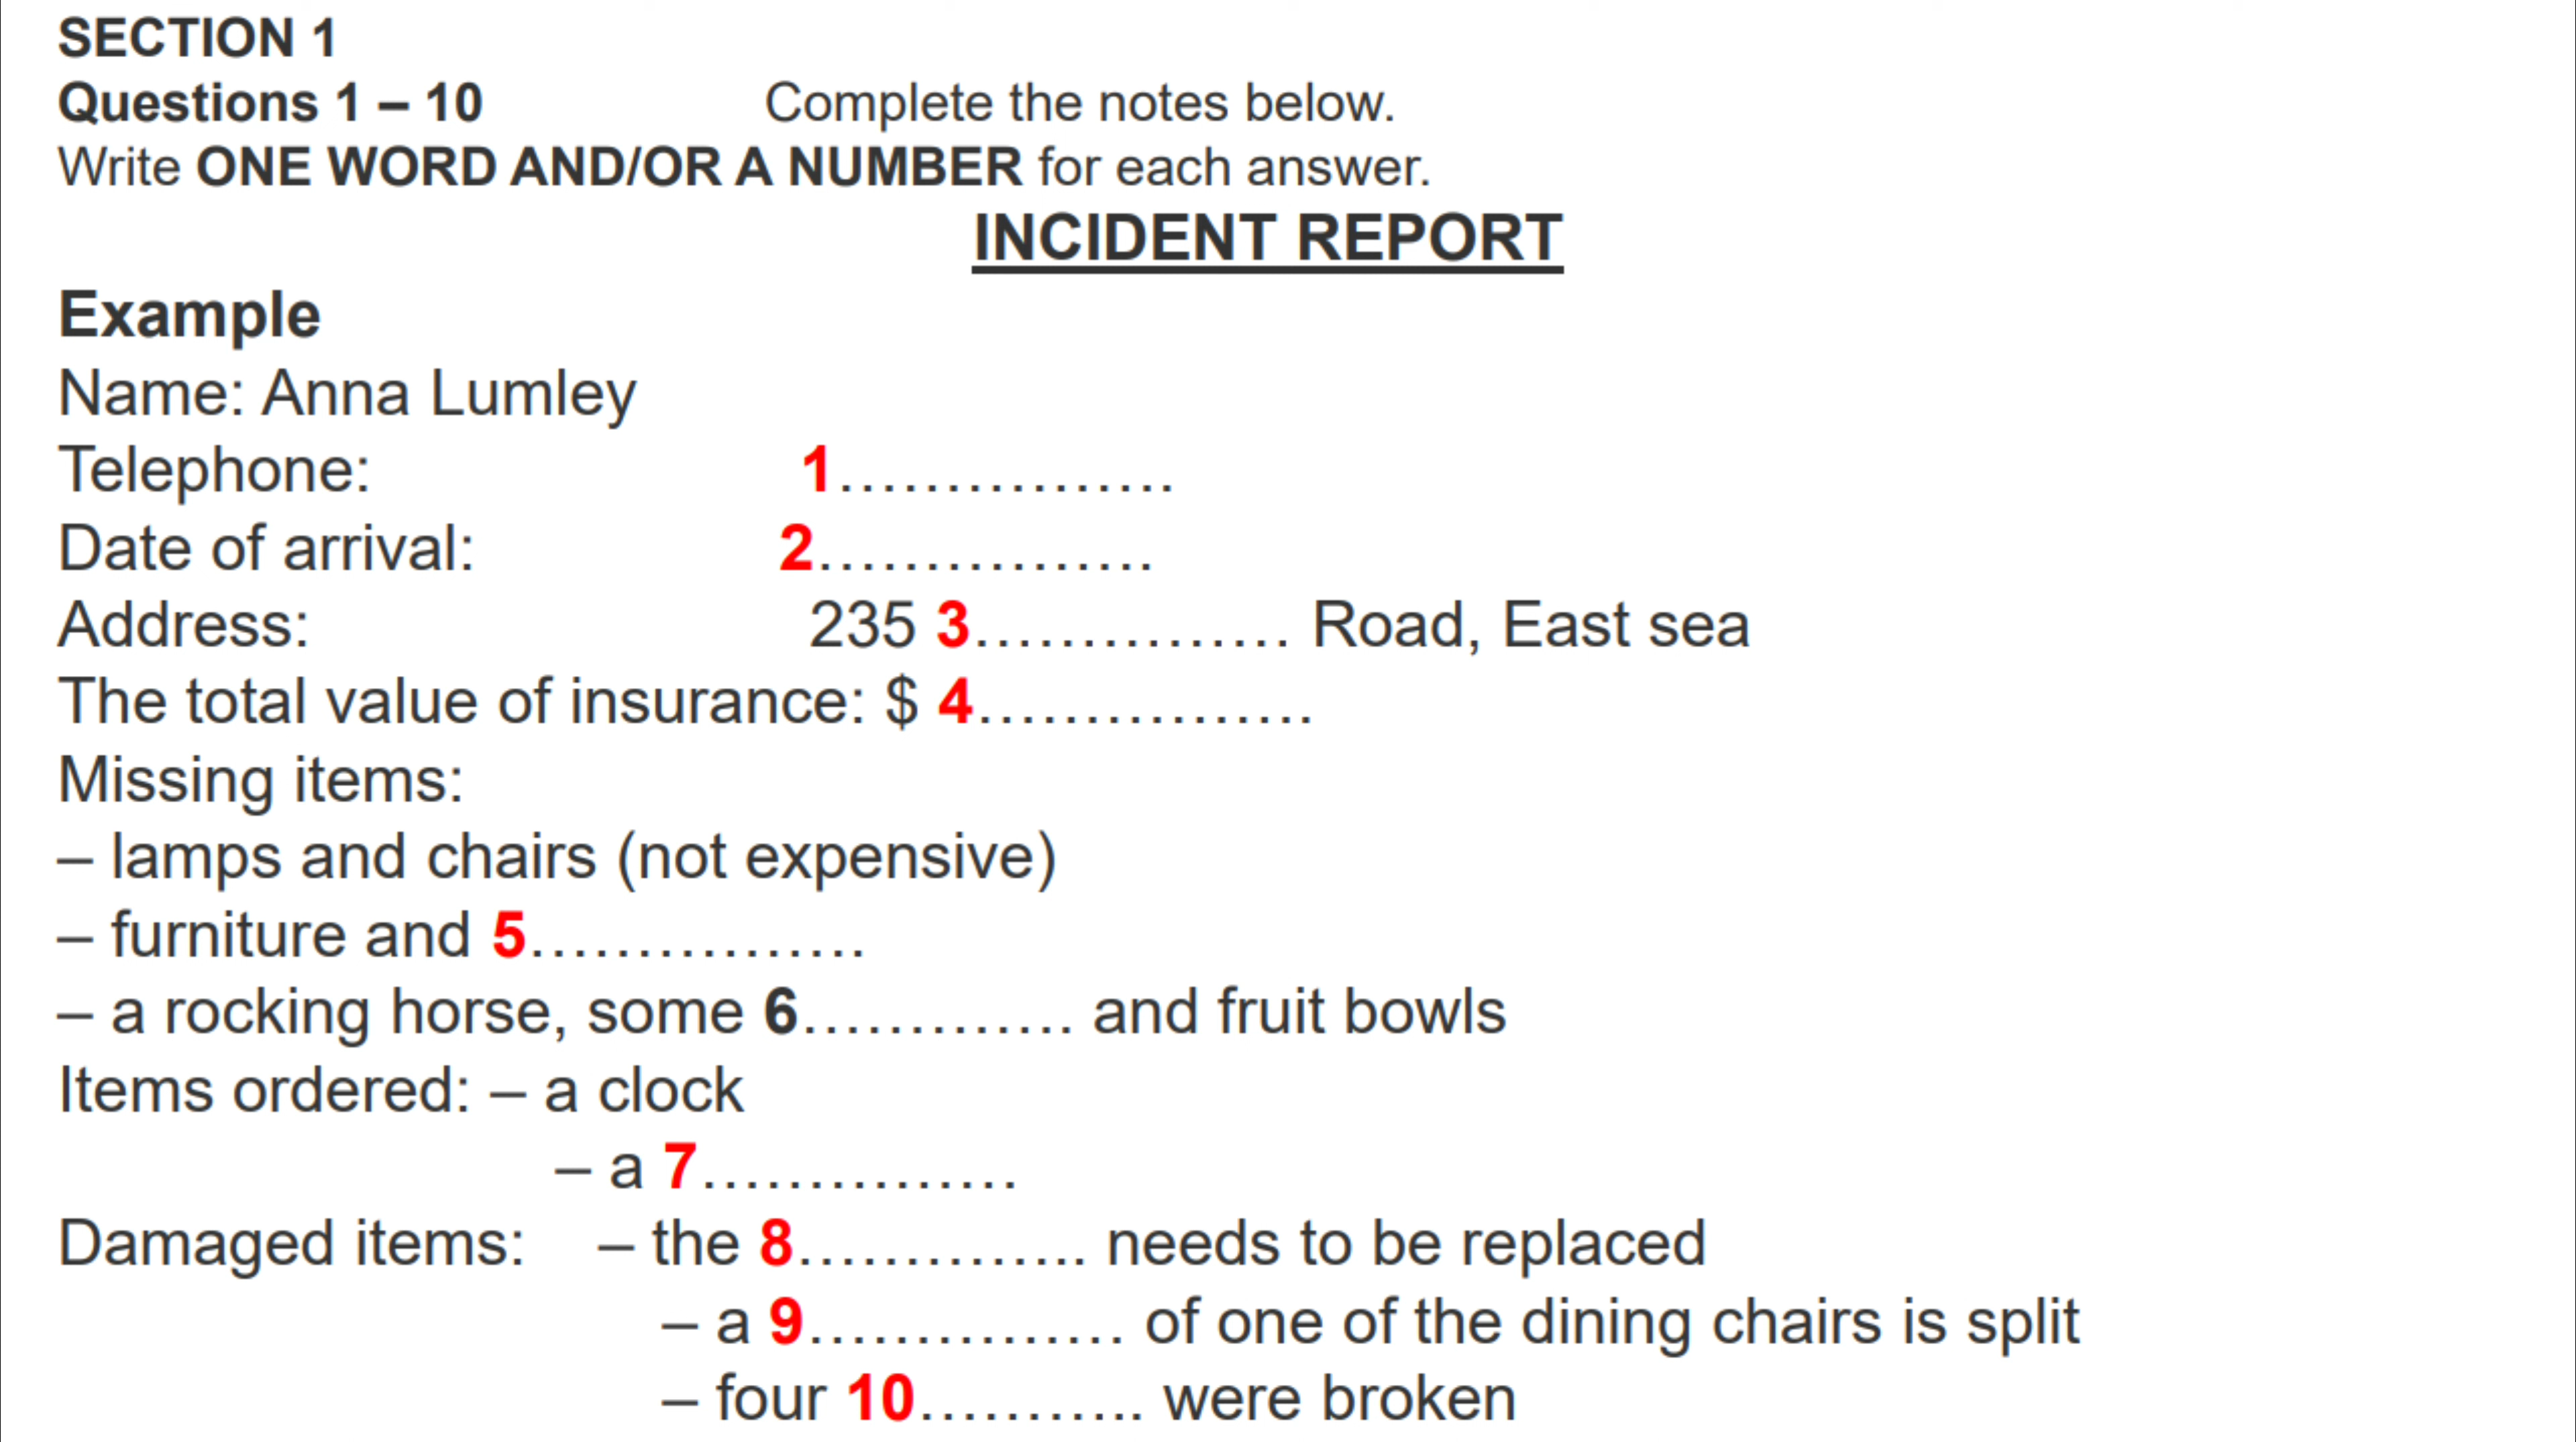 SECTION 1
Questions 1 – 10 Complete the notes below.
Write ONE WORD AND/OR A NUMBER for each answer.
INCIDENT REPORT
Example
Name: Anna Lumley
Telephone: 1…………….
Date of arrival: 2…………….
Address: 235 3…………… Road, East sea
The total value of insurance: $ 4…………….
Missing items:
– lamps and chairs (not expensive)
– furniture and 5…………….
– a rocking horse, some 6…………. and fruit bowls
Items ordered: – a clock
– a 7……………
Damaged items: – the 8………….. needs to be replaced
– a 9…………… of one of the dining chairs is split
– four 10……….. were broken